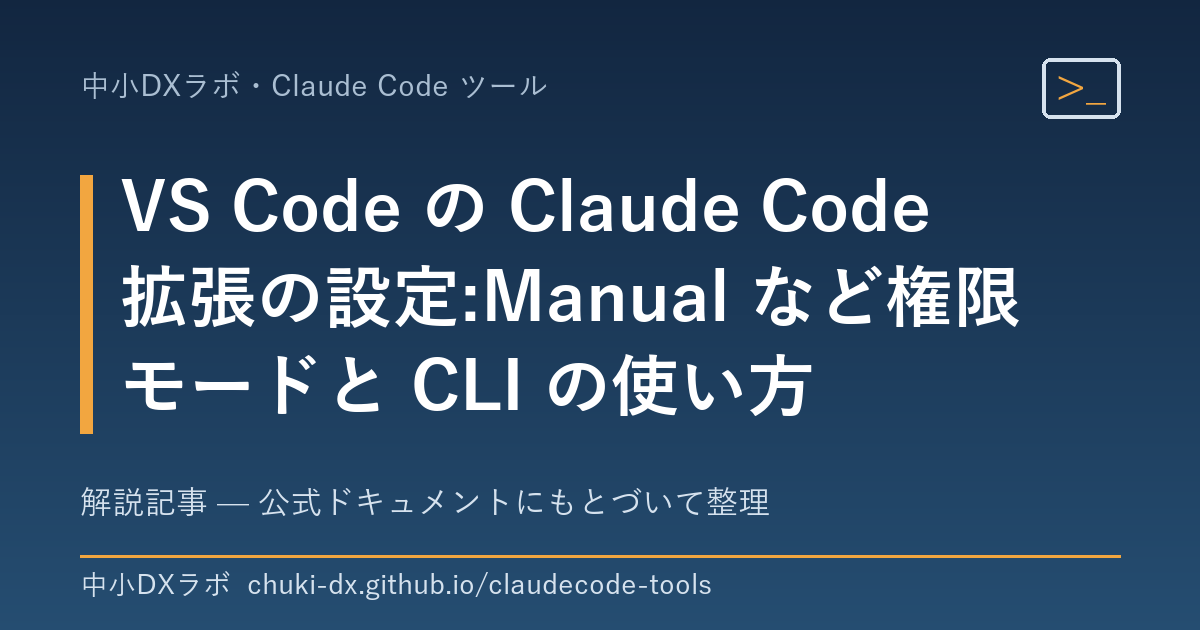 中小DXラボ・Claude Code ツール
>_
VS Code の Claude Code
拡張の設定:Manual など権限
モードと CLI の使い方
解説記事 — 公式ドキュメントにもとづいて整理
中小DXラボ chuki-dx.github.io/claudecode-tools